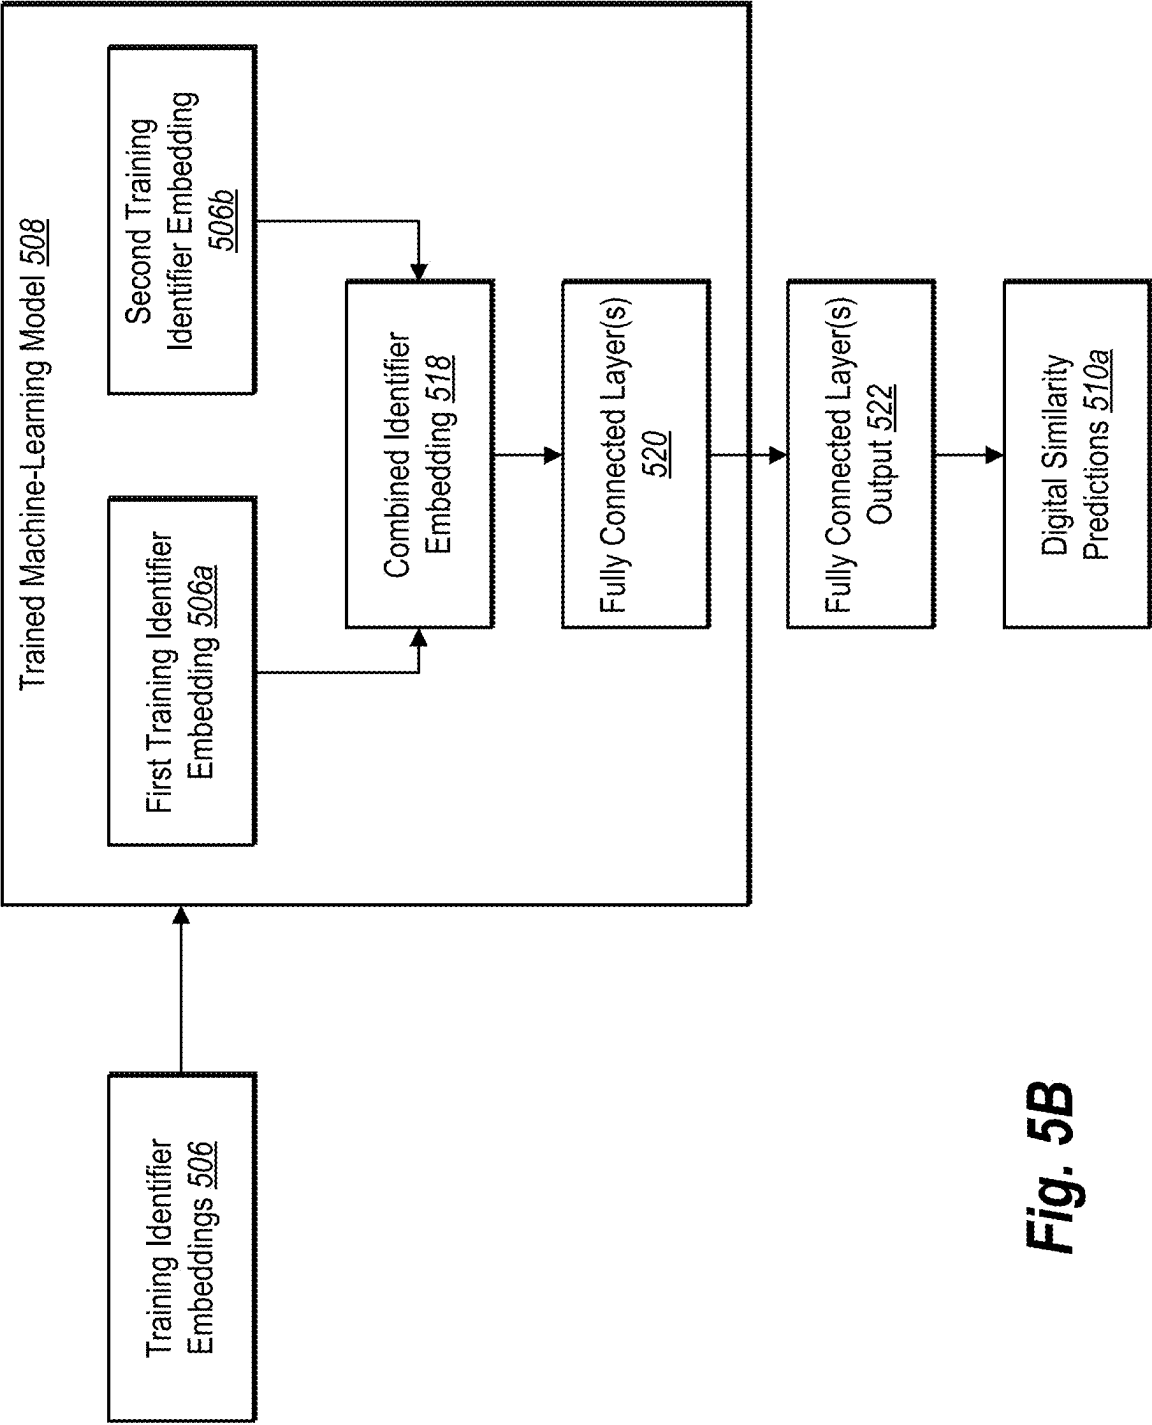 Trained Machine-Learning Model 508
Training Identifier
Embeddings 506
First Training Identifier
Embedding 506a
Second Training
Identifier Embedding
506b
Combined Identifier
Embedding 518
Fully Connected Layer(s)
520
Fully Connected Layer(s)
Output 522
Digital Similarity
Predictions 510a
Fig. 5B